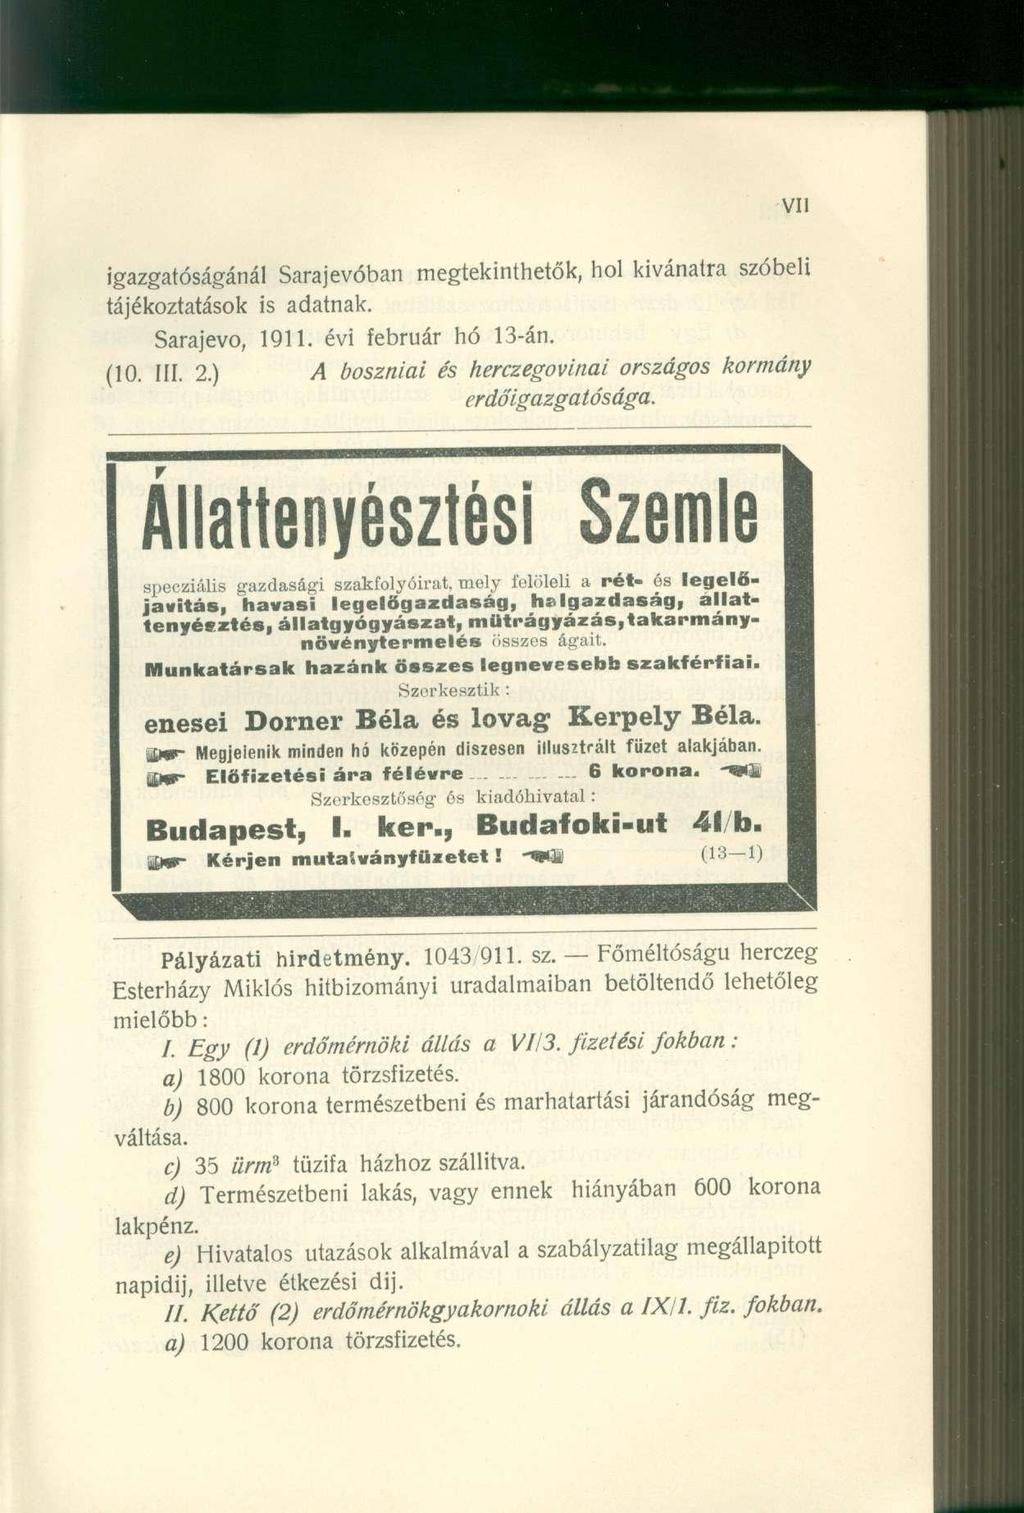 VII
igazgatóságánál Sarajevóban megtekinthetők, hol kivánatra szóbeli
tájékoztatások is adatnak.
Sarajevo, 1911. évi február hó 13-án.
(10. III. 2.) A boszniai és herczegovinai országos kormány
erdőigazgatósága.
Állattenyésztési Szemle
specziális gazdasági szakfolyóirat, mely felöleli a rét- és legelő-
javitás, havasi legelőgazdaság, halgazdaság, állat-
tenyésztés, állatgyógyászat, mütrágyázás, takarmány-
növénytermelés összes ágait.
Munkatársak hazánk összes legnevesebb szakférfiai.
Szerkesztik :
enesei Dorner Béla és lovag Kerpely Béla.
Megjelenik minden hó közepén diszesen illusztrált füzet alakjában.
Előfizetési ára félévre ... ... ... ... 6 korona.
Szerkesztőség és kiadóhivatal :
Budapest, I. ker., Budafoki-ut 41/b.
Kérjen mutatványfüzetet ! (13—1)
Pályázati hirdetmény. 1043/911. sz. — Főméltóságu herczeg
Esterházy Miklós hitbizományi uradalmaiban betöltendő lehetőleg
mielőbb :
I. Egy (1) erdőmérnöki állás a VI/3. fizetési fokban :
a) 1800 korona törzsfizetés.
b) 800 korona természetbeni és marhatartási járandóság meg-
váltása.
c) 35 ürm³ tüzifa házhoz szállitva.
d) Természetbeni lakás, vagy ennek hiányában 600 korona
lakpénz.
e) Hivatalos utazások alkalmával a szabályzatilag megállapitott
napidij, illetve étkezési dij.
II. Kettő (2) erdőmérnökgyakornoki állás a IX/1. fiz. fokban.
a) 1200 korona törzsfizetés.